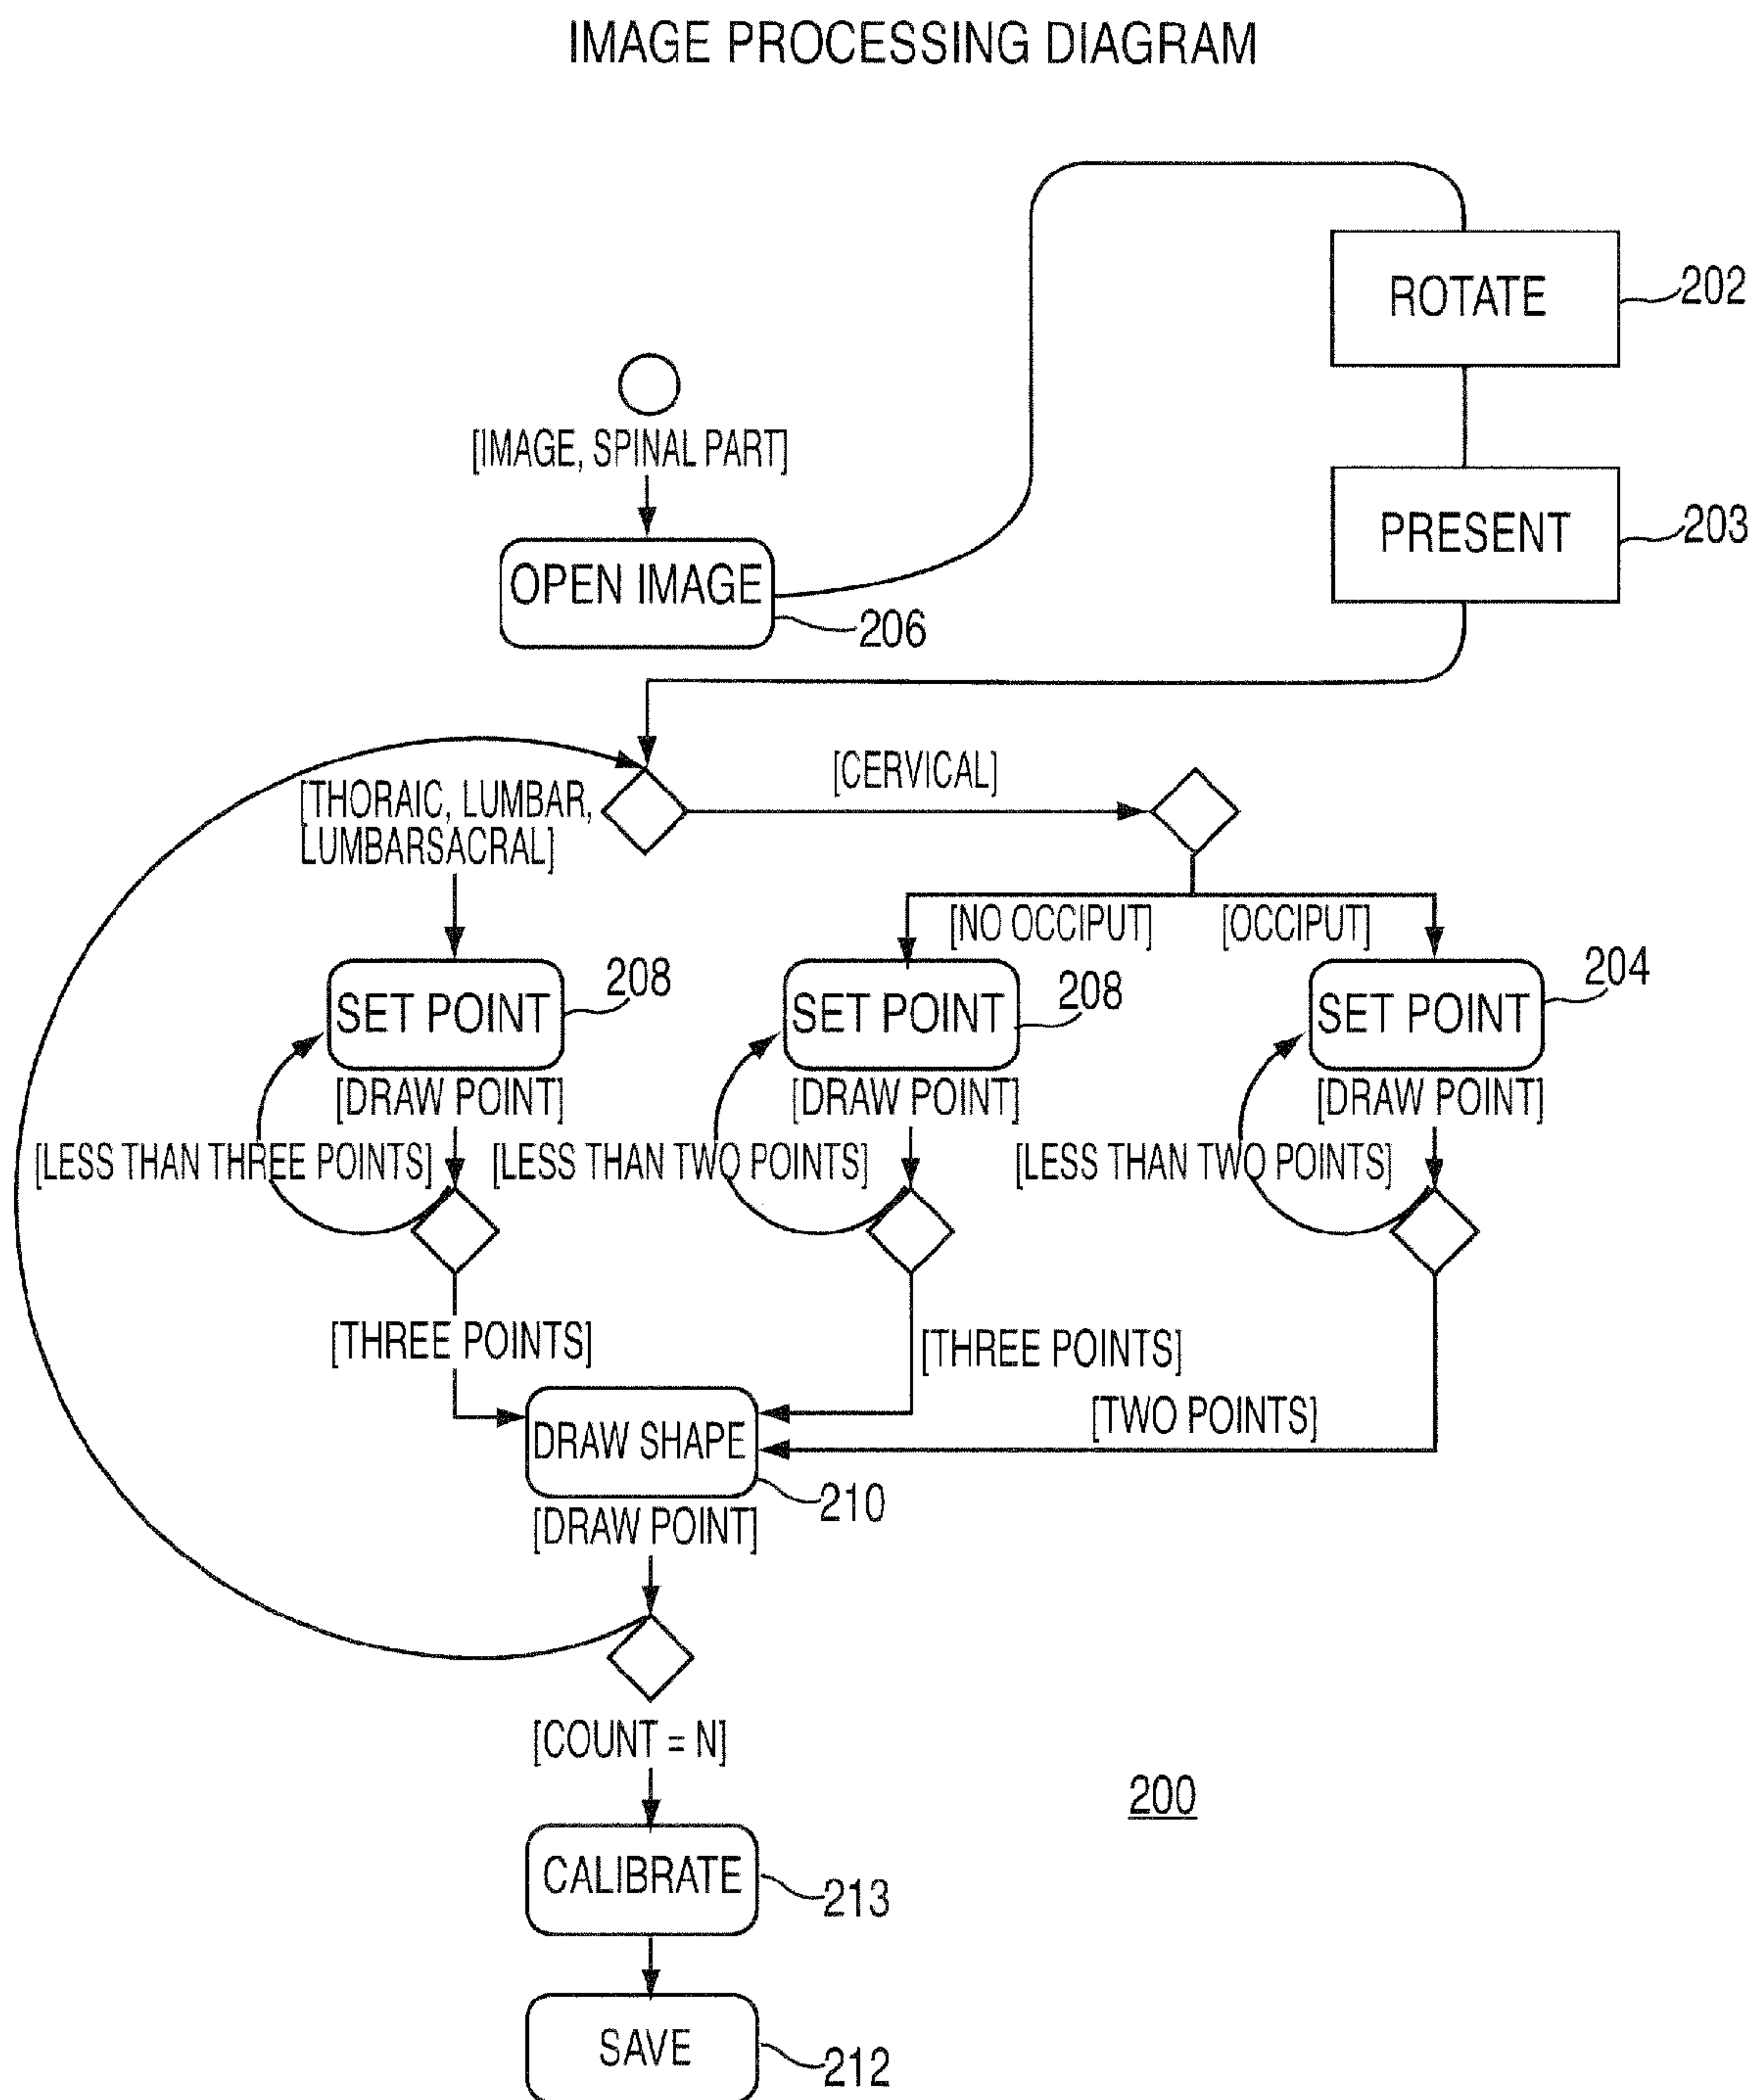 IMAGE PROCESSING DIAGRAM
ROTATE
202
[IMAGE, SPINAL PART]
PRESENT
203
OPEN IMAGE
206
[CERVICAL]
[THORAIC, LUMBAR,
LUMBARSACRAL]
[NO OCCIPUT]
[OCCIPUT]
SET POINT
208
SET POINT
208
SET POINT
204
[DRAW POINT]
[DRAW POINT]
[DRAW POINT]
[LESS THAN THREE POINTS]
[LESS THAN TWO POINTS]
[LESS THAN TWO POINTS]
[THREE POINTS]
[THREE POINTS]
[TWO POINTS]
DRAW SHAPE
210
[DRAW POINT]
[COUNT = N]
200
CALIBRATE
213
SAVE
212